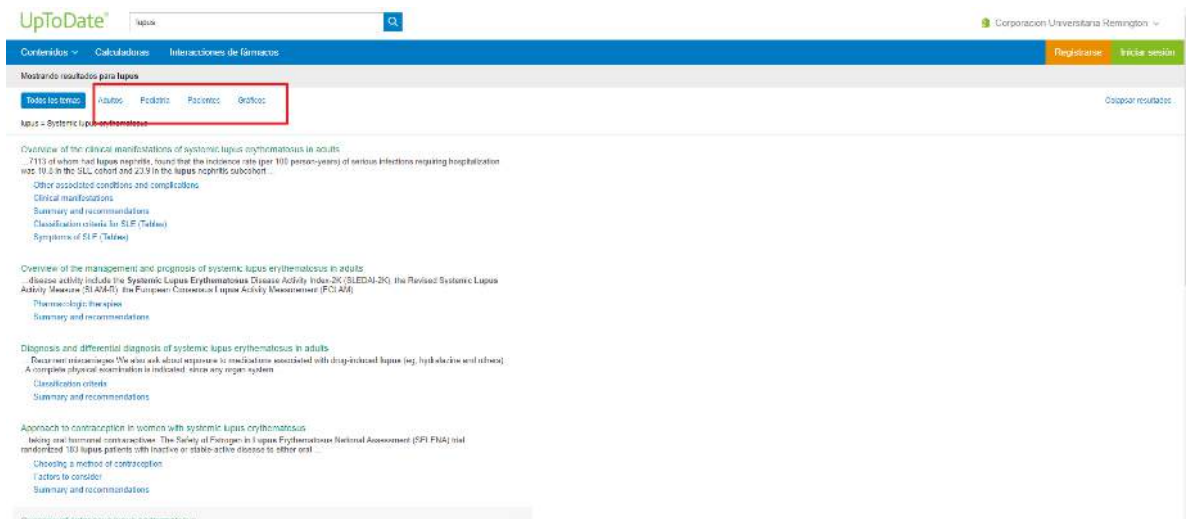 UpToDate®
lupus
Corporacion Universitaria Remington
Contenidos Calculadoras Interacciones de fármacos
Registrarse Iniciar sesión
Mostrando resultados para lupus
Todos los temas Adultos Pediatría Pacientes Gráficos
Colapsar resultados
lupus = Systemic lupus erythematosus
Overview of the clinical manifestations of systemic lupus erythematosus in adults
...7113 of whom had lupus nephritis, found that the incidence rate (per 100 person-years) of serious infections requiring hospitalization
was 10.8 in the SLE cohort and 23.9 in the lupus nephritis subcohort ...
Other associated conditions and complications
Clinical manifestations
Summary and recommendations
Classification criteria for SLE (Tables)
Symptoms of SLE (Tables)
Overview of the management and prognosis of systemic lupus erythematosus in adults
...disease activity include the Systemic Lupus Erythematosus Disease Activity Index-2K (SLEDAI-2K), the Revised Systemic Lupus
Activity Measure (SLAM-R), the European Consensus Lupus Activity Measurement (ECLAM)
Pharmacologic therapies
Summary and recommendations
Diagnosis and differential diagnosis of systemic lupus erythematosus in adults
...Recurrent miscarriages We also ask about exposure to medications associated with drug-induced lupus (eg, hydralazine and others)
A complete physical examination is indicated, since any organ system
Classification criteria
Summary and recommendations
Approach to contraception in women with systemic lupus erythematosus
...taking oral hormonal contraceptives. The Safety of Estrogen in Lupus Erythematosus National Assessment (SELENA) trial
randomized 183 lupus patients with inactive or stable-active disease to either oral ...
Choosing a method of contraception
Factors to consider
Summary and recommendations